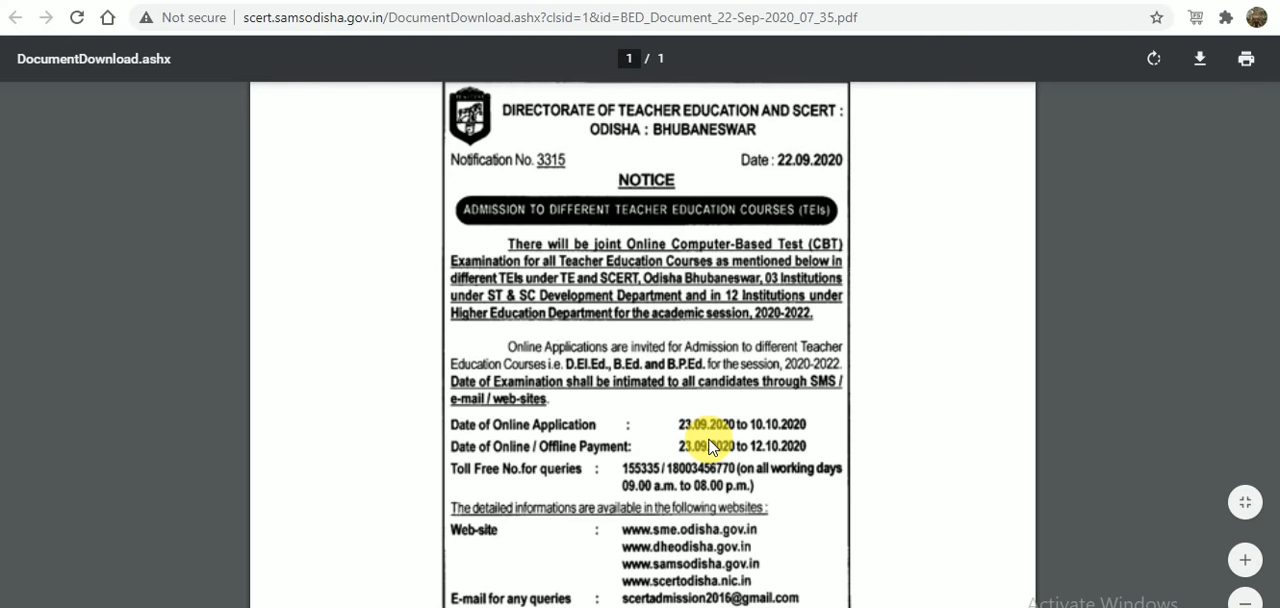 Not secure | scert.samsodisha.gov.in/DocumentDownload.ashx?clsid=1&id=BED_Document_22-Sep-2020_07_35.pdf
DocumentDownload.ashx 1 / 1
DIRECTORATE OF TEACHER EDUCATION AND SCERT :
ODISHA : BHUBANESWAR
Notification No. 3315 Date : 22.09.2020
NOTICE
ADMISSION TO DIFFERENT TEACHER EDUCATION COURSES (TEIs)
There will be joint Online Computer-Based Test (CBT)
Examination for all Teacher Education Courses as mentioned below in
different TEIs under TE and SCERT, Odisha Bhubaneswar, 03 Institutions
under ST & SC Development Department and in 12 Institutions under
Higher Education Department for the academic session, 2020-2022.
Online Applications are invited for Admission to different Teacher
Education Courses i.e. D.El.Ed., B.Ed. and B.P.Ed. for the session, 2020-2022.
Date of Examination shall be intimated to all candidates through SMS /
e-mail / web-sites.
Date of Online Application : 23.09.2020 to 10.10.2020
Date of Online / Offline Payment: 23.09.2020 to 12.10.2020
Toll Free No.for queries : 155335 / 18003456770 (on all working days
09.00 a.m. to 08.00 p.m.)
The detailed informations are available in the following websites :
Web-site : www.sme.odisha.gov.in
www.dheodisha.gov.in
www.samsodisha.gov.in
www.scertodisha.nic.in
E-mail for any queries : scertadmission2016@gmail.com
Activate Windows